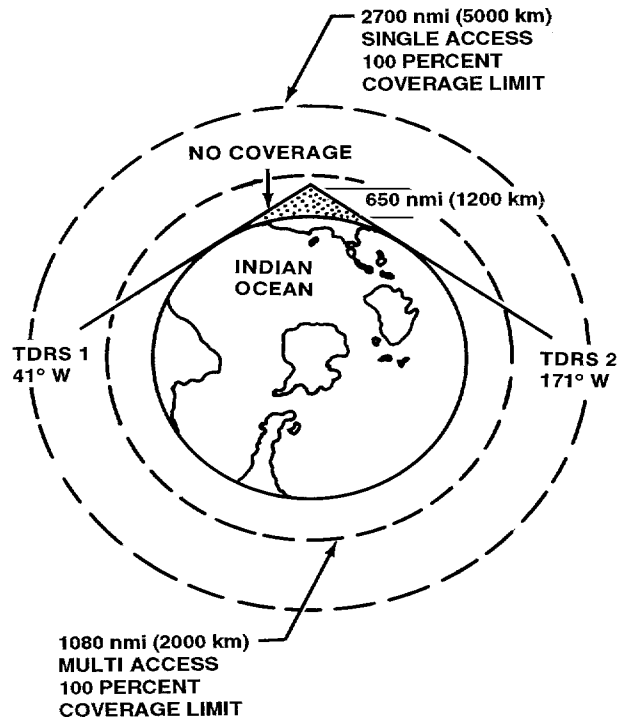 2700 nmi (5000 km)
SINGLE ACCESS
100 PERCENT
COVERAGE LIMIT
NO COVERAGE
650 nmi (1200 km)
INDIAN
OCEAN
TDRS 1
41° W
TDRS 2
171° W
1080 nmi (2000 km)
MULTI ACCESS
100 PERCENT
COVERAGE LIMIT